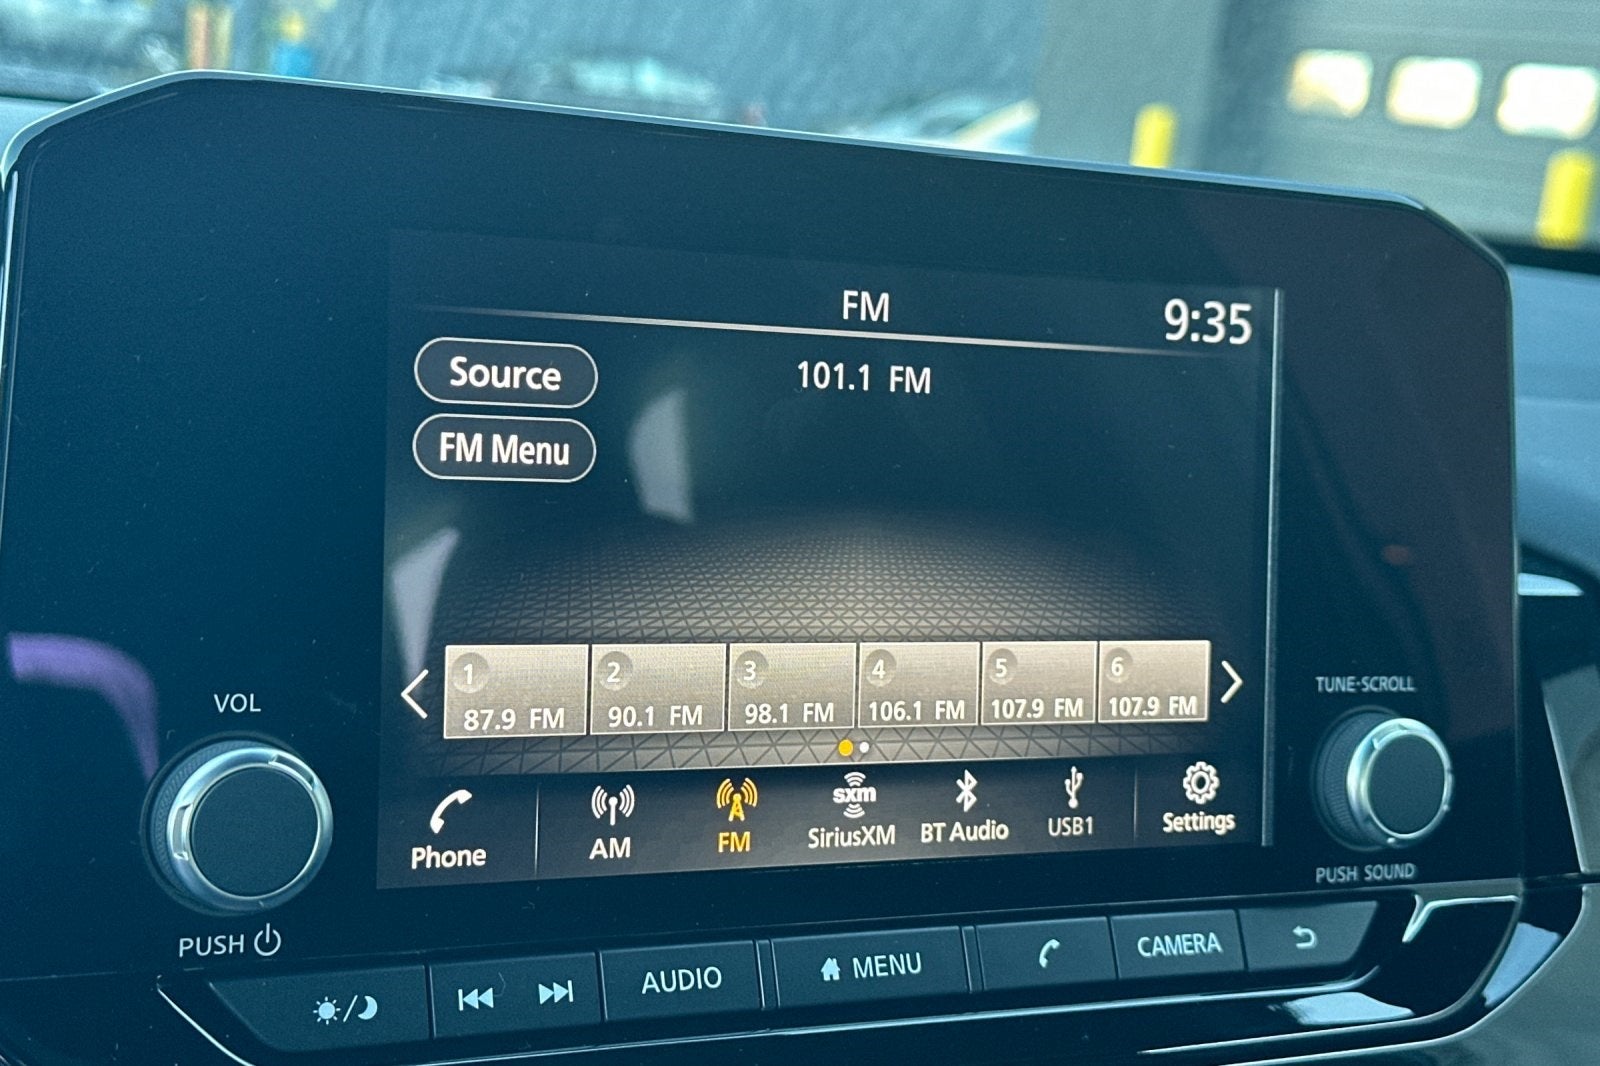 FM
9:35
Source
101.1 FM
FM Menu
1 2 3 4 5 6
87.9 FM 90.1 FM 98.1 FM 106.1 FM 107.9 FM 107.9 FM
Phone AM FM sxm SiriusXM BT Audio USB1 Settings
VOL
PUSH
TUNE·SCROLL
PUSH SOUND
AUDIO MENU CAMERA